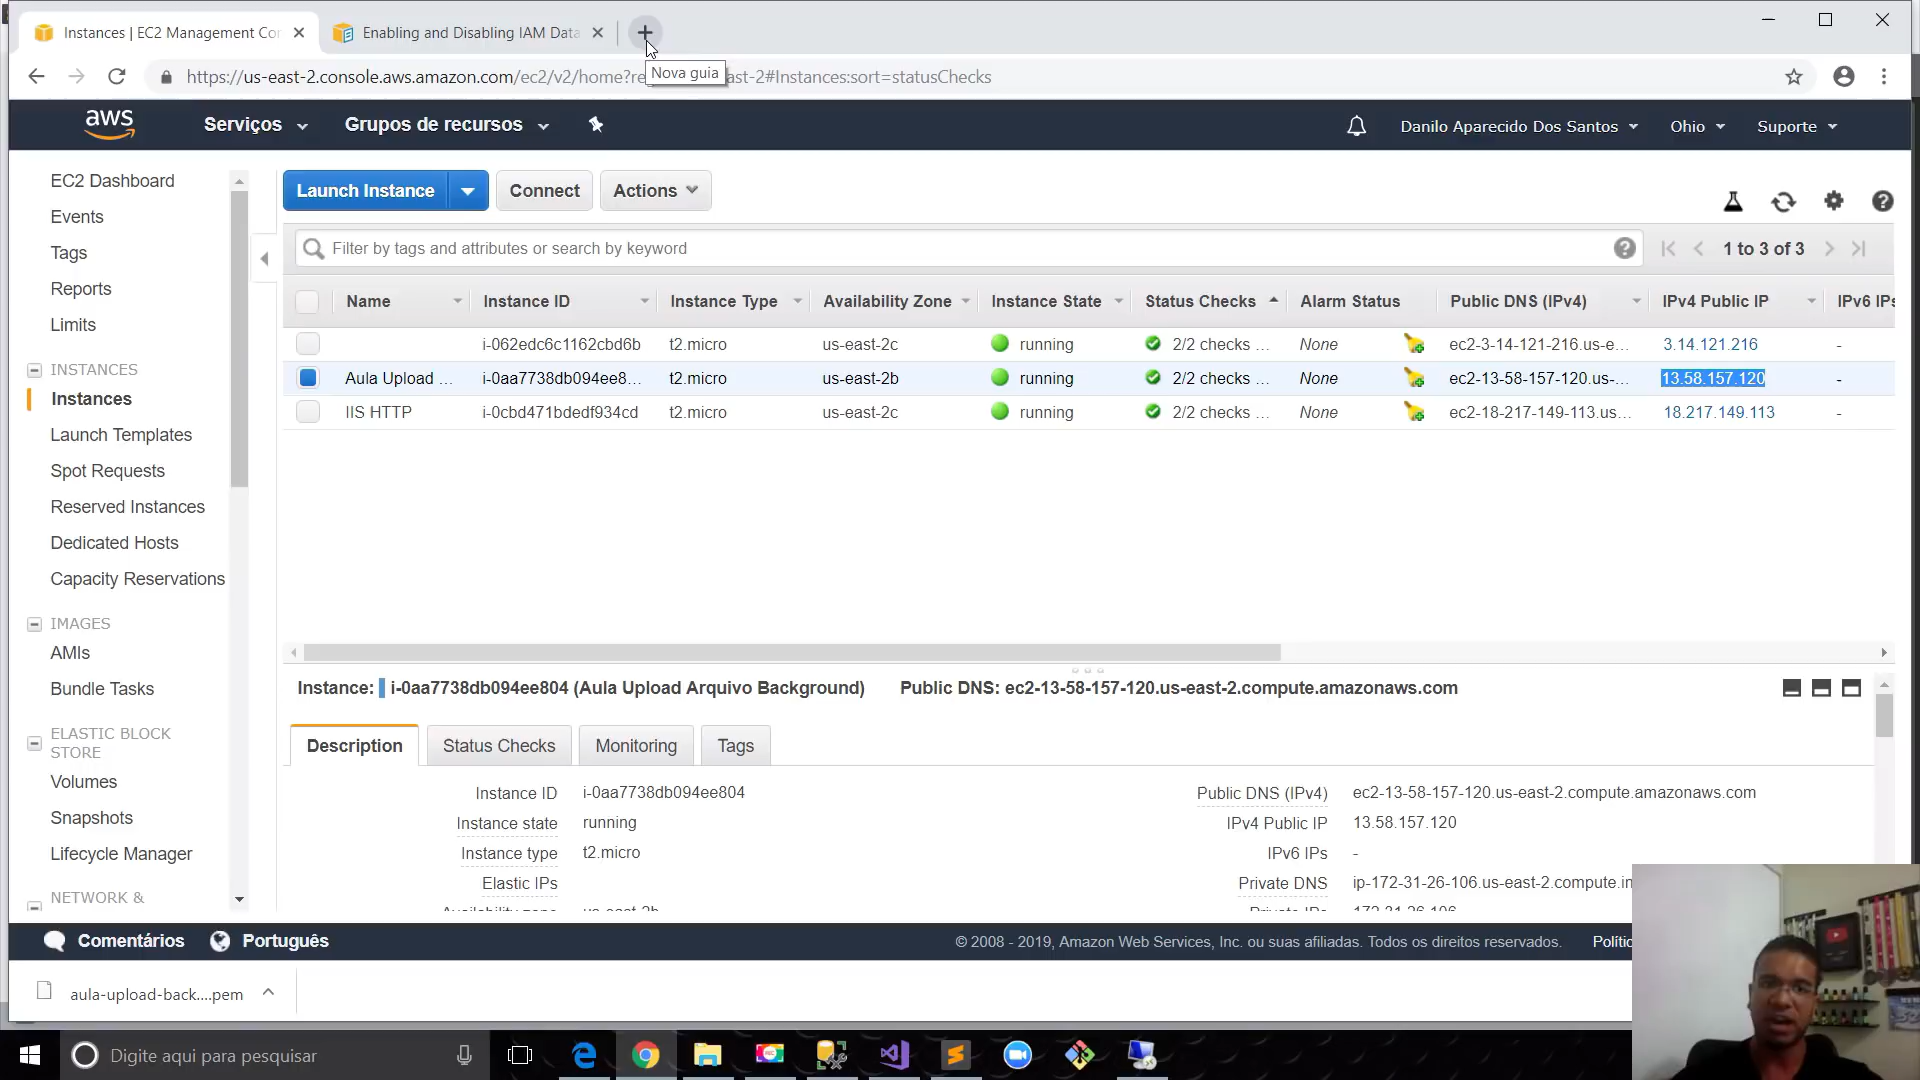 Instances | EC2 Management Con
Enabling and Disabling IAM Data
Nova guia
https://us-east-2.console.aws.amazon.com/ec2/v2/home?re
ast-2#Instances:sort=statusChecks
aws
Serviços
Grupos de recursos
Danilo Aparecido Dos Santos
Ohio
Suporte
EC2 Dashboard
Events
Tags
Reports
Limits
INSTANCES
Instances
Launch Templates
Spot Requests
Reserved Instances
Dedicated Hosts
Capacity Reservations
IMAGES
AMIs
Bundle Tasks
ELASTIC BLOCK
STORE
Volumes
Snapshots
Lifecycle Manager
NETWORK &
Launch Instance
Connect
Actions
Filter by tags and attributes or search by keyword
1 to 3 of 3
Name Instance ID Instance Type Availability Zone Instance State Status Checks Alarm Status Public DNS (IPv4) IPv4 Public IP IPv6 IPs
i-062edc6c1162cbd6b t2.micro us-east-2c running 2/2 checks ... None ec2-3-14-121-216.us-e... 3.14.121.216 -
Aula Upload ... i-0aa7738db094ee8... t2.micro us-east-2b running 2/2 checks ... None ec2-13-58-157-120.us-... 13.58.157.120 -
IIS HTTP i-0cbd471bdedf934cd t2.micro us-east-2c running 2/2 checks ... None ec2-18-217-149-113.us... 18.217.149.113 -
Instance: i-0aa7738db094ee804 (Aula Upload Arquivo Background) Public DNS: ec2-13-58-157-120.us-east-2.compute.amazonaws.com
Description
Status Checks
Monitoring
Tags
Instance ID i-0aa7738db094ee804
Instance state running
Instance type t2.micro
Elastic IPs
Availability zone us-east-2b
Public DNS (IPv4) ec2-13-58-157-120.us-east-2.compute.amazonaws.com
IPv4 Public IP 13.58.157.120
IPv6 IPs -
Private DNS ip-172-31-26-106.us-east-2.compute.in
Private IPs 172.31.26.106
Comentários
Português
© 2008 - 2019, Amazon Web Services, Inc. ou suas afiliadas. Todos os direitos reservados.
Polític
aula-upload-back....pem
Digite aqui para pesquisar